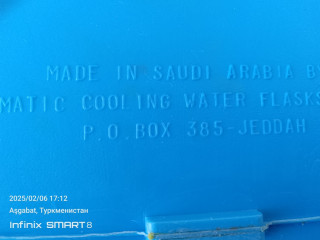 MADE IN SAUDI ARABIA B
MATIC COOLING WATER FLASKS
P.O.BOX 385-JEDDAH
2025/02/06 17:12
Aşgabat, Туркменистан
Infinix SMART 8